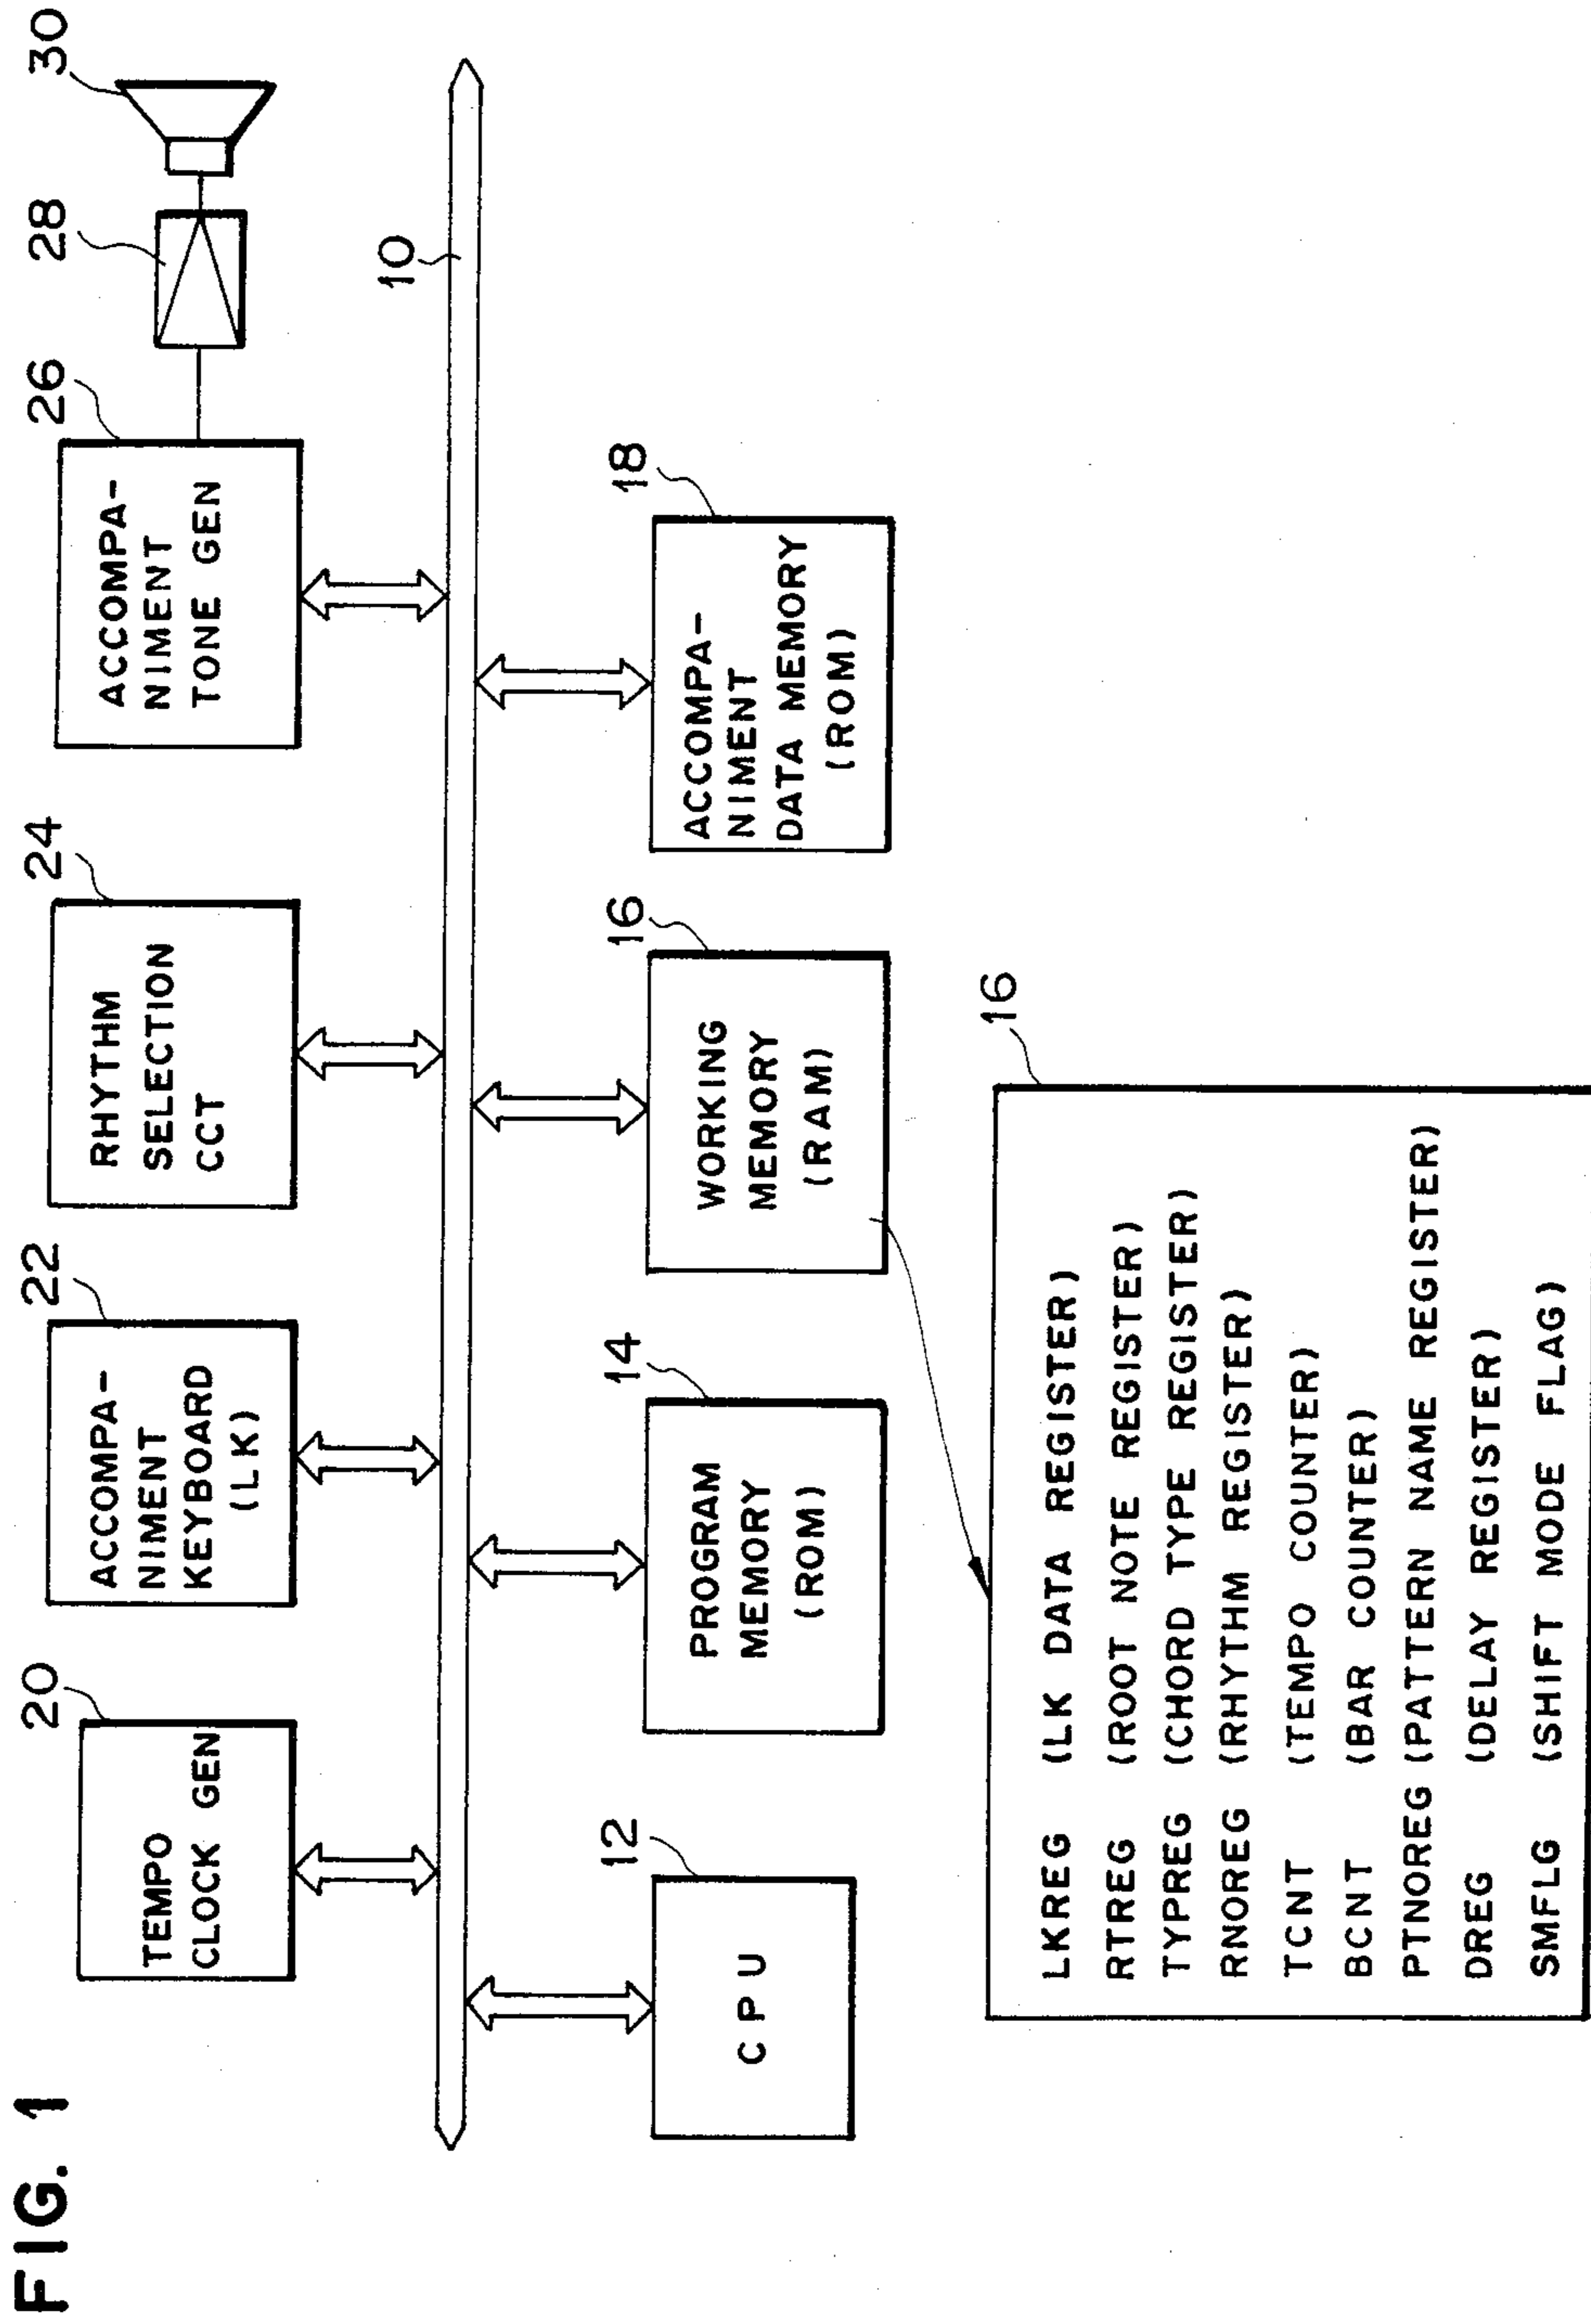 FIG. 1
20
22
24
26
28
30
TEMPO
CLOCK GEN
ACCOMPA-
NIMENT
KEYBOARD
(LK)
RHYTHM
SELECTION
CCT
ACCOMPA-
NIMENT
TONE GEN
10
12
14
16
18
CPU
PROGRAM
MEMORY
(ROM)
WORKING
MEMORY
(RAM)
ACCOMPA-
NIMENT
DATA MEMORY
(ROM)
16
LKREG (LK DATA REGISTER)
RTREG (ROOT NOTE REGISTER)
TYPREG (CHORD TYPE REGISTER)
RNOREG (RHYTHM REGISTER)
TCNT (TEMPO COUNTER)
BCNT (BAR COUNTER)
PTNOREG (PATTERN NAME REGISTER)
DREG (DELAY REGISTER)
SMFLG (SHIFT MODE FLAG)